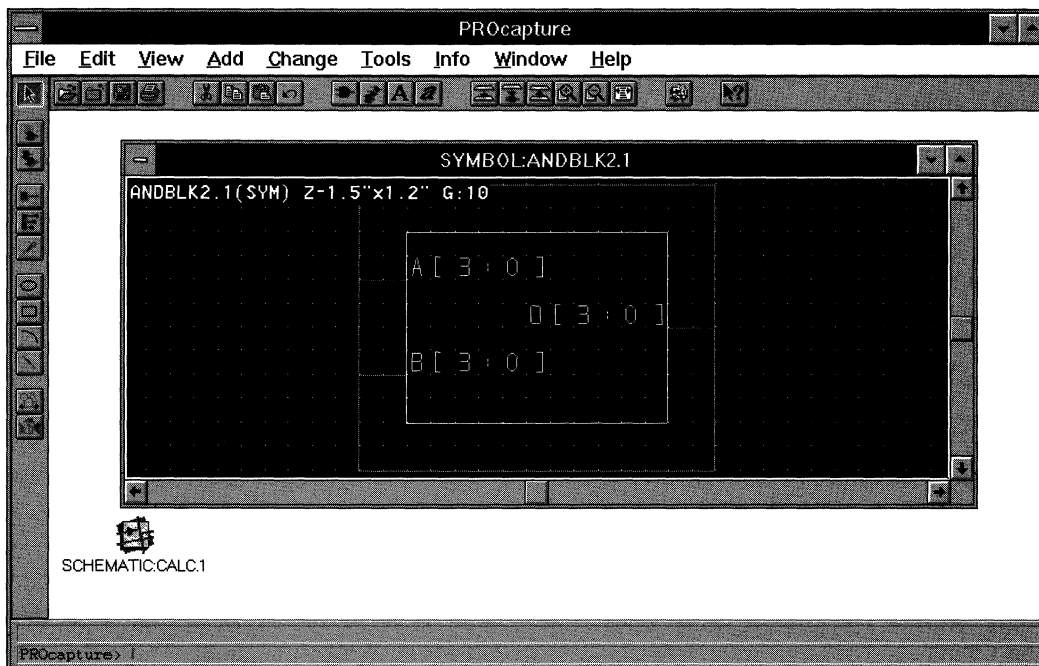 PROcapture
File Edit View Add Change Tools Info Window Help
SYMBOL:ANDBLK2.1
ANDBLK2.1(SYM) Z-1.5"x1.2" G:10
A[3:0]
O[3:0]
B[3:0]
SCHEMATIC:CALC.1
PROcapture>